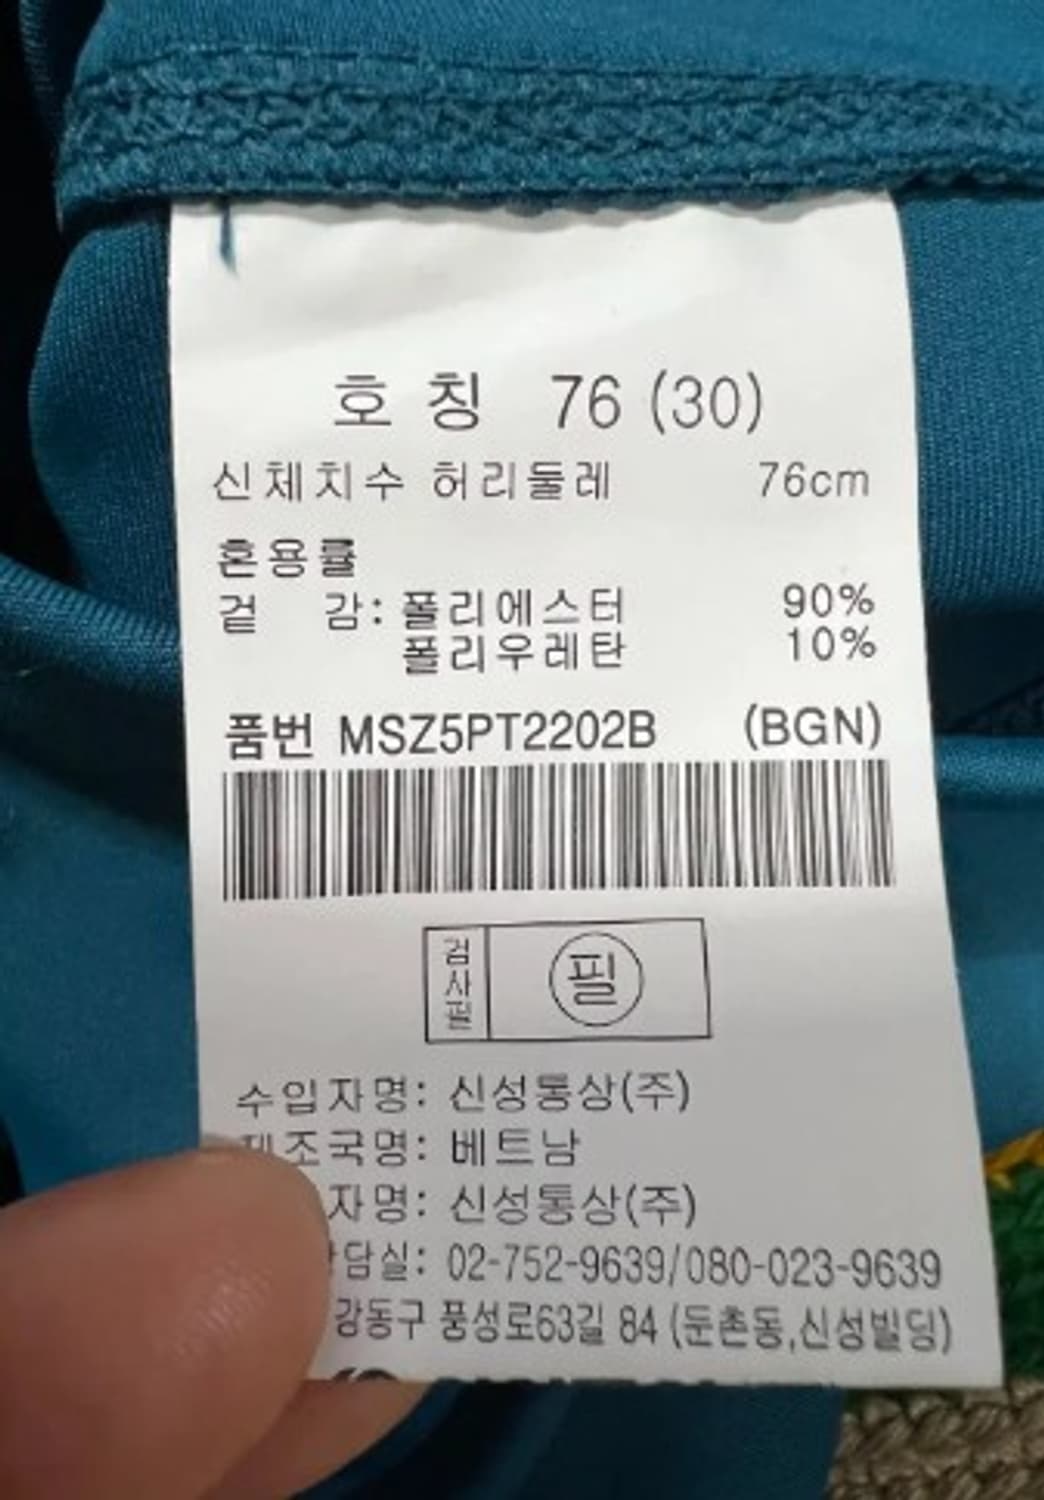 호칭 76 (30)
신체치수 허리둘레 76cm
혼용률
겉 감: 폴리에스터 90%
폴리우레탄 10%
품번 MSZ5PT2202B (BGN)
검사필 필
수입자명: 신성통상(주)
제조국명: 베트남
자명: 신성통상(주)
담실: 02-752-9639/080-023-9639
강동구 풍성로63길 84 (둔촌동,신성빌딩)